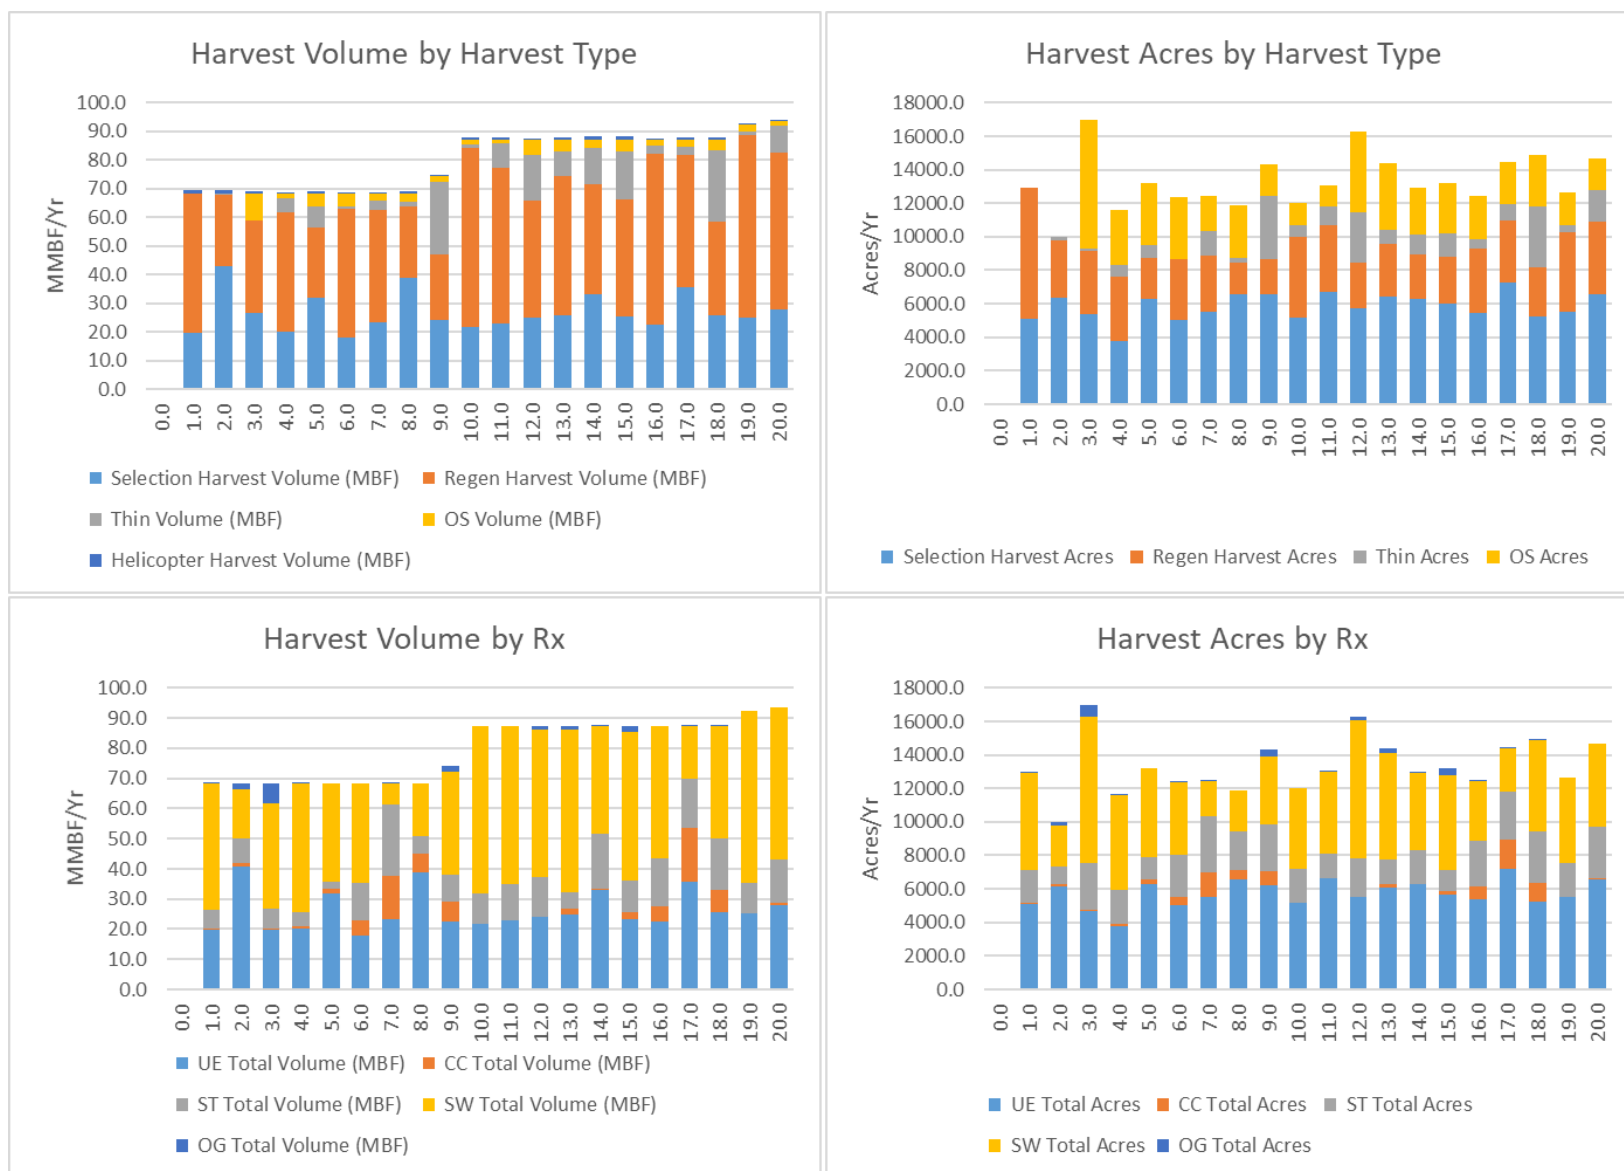 Harvest Volume by Harvest Type
MMBF/Yr
100.0
90.0
80.0
70.0
60.0
50.0
40.0
30.0
20.0
10.0
0.0
0.0 1.0 2.0 3.0 4.0 5.0 6.0 7.0 8.0 9.0 10.0 11.0 12.0 13.0 14.0 15.0 16.0 17.0 18.0 19.0 20.0
Selection Harvest Volume (MBF) Regen Harvest Volume (MBF)
Thin Volume (MBF) OS Volume (MBF)
Helicopter Harvest Volume (MBF)
Harvest Acres by Harvest Type
Acres/Yr
18000.0
16000.0
14000.0
12000.0
10000.0
8000.0
6000.0
4000.0
2000.0
0.0
0.0 1.0 2.0 3.0 4.0 5.0 6.0 7.0 8.0 9.0 10.0 11.0 12.0 13.0 14.0 15.0 16.0 17.0 18.0 19.0 20.0
Selection Harvest Acres Regen Harvest Acres Thin Acres OS Acres
Harvest Volume by Rx
MMBF/Yr
100.0
90.0
80.0
70.0
60.0
50.0
40.0
30.0
20.0
10.0
0.0
0.0 1.0 2.0 3.0 4.0 5.0 6.0 7.0 8.0 9.0 10.0 11.0 12.0 13.0 14.0 15.0 16.0 17.0 18.0 19.0 20.0
UE Total Volume (MBF) CC Total Volume (MBF)
ST Total Volume (MBF) SW Total Volume (MBF)
OG Total Volume (MBF)
Harvest Acres by Rx
Acres/Yr
18000.0
16000.0
14000.0
12000.0
10000.0
8000.0
6000.0
4000.0
2000.0
0.0
0.0 1.0 2.0 3.0 4.0 5.0 6.0 7.0 8.0 9.0 10.0 11.0 12.0 13.0 14.0 15.0 16.0 17.0 18.0 19.0 20.0
UE Total Acres CC Total Acres ST Total Acres
SW Total Acres OG Total Acres